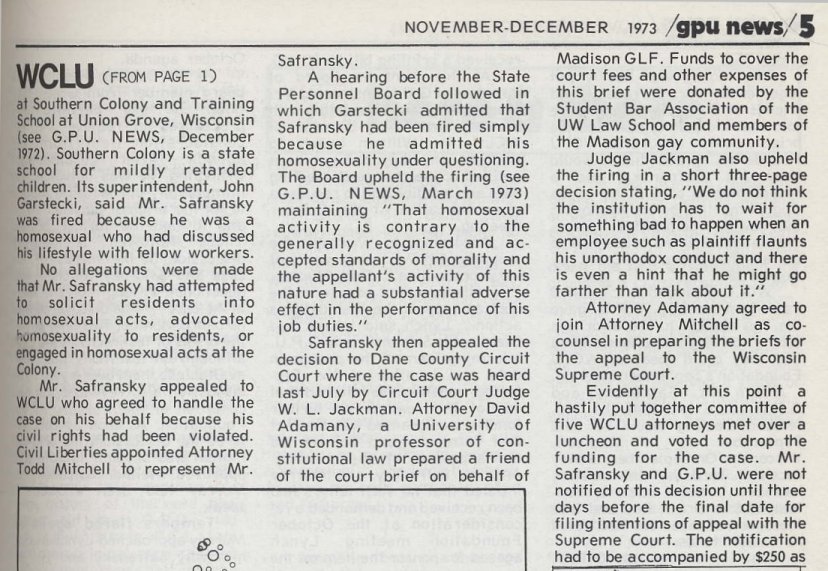 NOVEMBER-DECEMBER 1973 /gpu news/5
WCLU (FROM PAGE 1)
at Southern Colony and Training
School at Union Grove, Wisconsin
(see G.P.U. NEWS, December
1972). Southern Colony is a state
school for mildly retarded
children. Its superintendent, John
Garstecki, said Mr. Safransky
was fired because he was a
homosexual who had discussed
his lifestyle with fellow workers.
No allegations were made
that Mr. Safransky had attempted
to solicit residents into
homosexual acts, advocated
homosexuality to residents, or
engaged in homosexual acts at the
Colony.
Mr. Safransky appealed to
WCLU who agreed to handle the
case on his behalf because his
civil rights had been violated.
Civil Liberties appointed Attorney
Todd Mitchell to represent Mr.
Safransky.
A hearing before the State
Personnel Board followed in
which Garstecki admitted that
Safransky had been fired simply
because he admitted his
homosexuality under questioning.
The Board upheld the firing (see
G.P.U. NEWS, March 1973)
maintaining "That homosexual
activity is contrary to the
generally recognized and ac-
cepted standards of morality and
the appellant's activity of this
nature had a substantial adverse
effect in the performance of his
job duties."
Safransky then appealed the
decision to Dane County Circuit
Court where the case was heard
last July by Circuit Court Judge
W. L. Jackman. Attorney David
Adamany, a University of
Wisconsin professor of con-
stitutional law prepared a friend
of the court brief on behalf of
Madison GLF. Funds to cover the
court fees and other expenses of
this brief were donated by the
Student Bar Association of the
UW Law School and members of
the Madison gay community.
Judge Jackman also upheld
the firing in a short three-page
decision stating, "We do not think
the institution has to wait for
something bad to happen when an
employee such as plaintiff flaunts
his unorthodox conduct and there
is even a hint that he might go
farther than talk about it."
Attorney Adamany agreed to
join Attorney Mitchell as co-
counsel in preparing the briefs for
the appeal to the Wisconsin
Supreme Court.
Evidently at this point a
hastily put together committee of
five WCLU attorneys met over a
luncheon and voted to drop the
funding for the case. Mr.
Safransky and G.P.U. were not
notified of this decision until three
days before the final date for
filing intentions of appeal with the
Supreme Court. The notification
had to be accompanied by $250 as